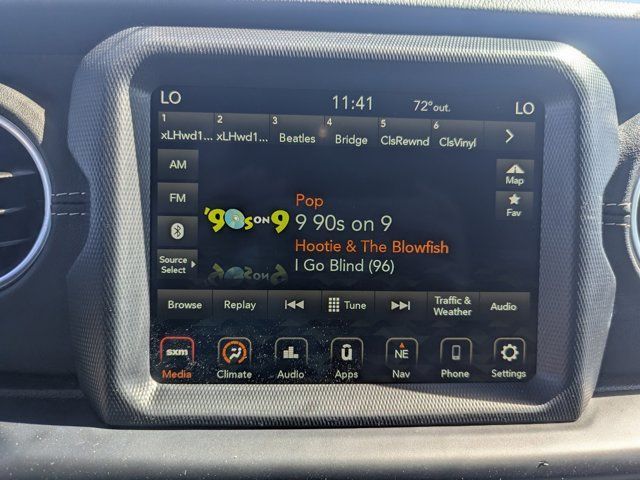 LO 11:41 72°out. LO
1 2 3 4 5 6
xLHwd1... xLHwd1... Beatles Bridge ClsRewnd ClsVinyl
AM
Map
FM
Fav
Pop
'90s ON 9
9 90s on 9
Hootie & The Blowfish
I Go Blind (96)
Source
Select
Browse Replay Tune Traffic & Weather Audio
sxm ü NE
Media Climate Audio Apps Nav Phone Settings